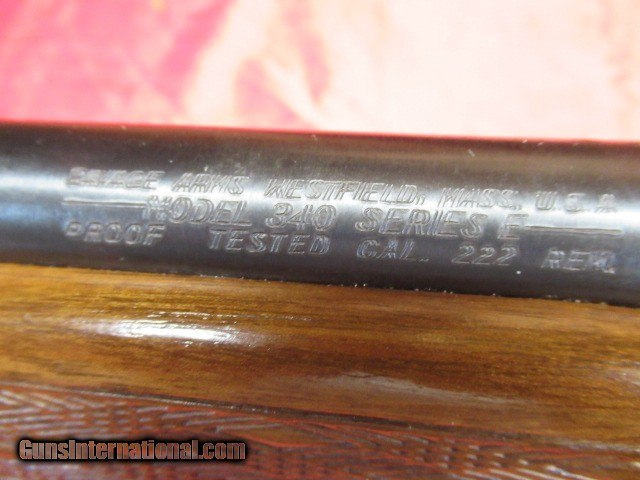 SAVAGE ARMS WESTFIELD, MASS. U.S.A
MODEL 340 SERIES E
PROOF TESTED CAL. 222 REM.
GunsInternational.com